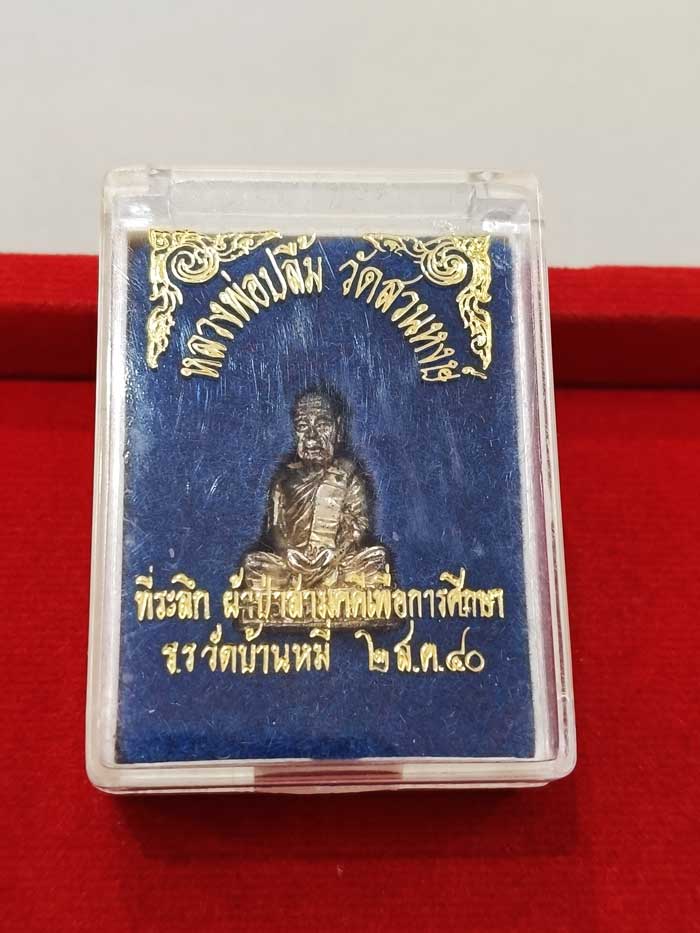 หลวงพ่อปลื้ม วัดสวนหงษ์
ที่ระลึก ผ้าป่าสามัคคีเพื่อการศึกษา
ร.ร วัดบ้านหมี่ ๒ ส.ค.๔๐